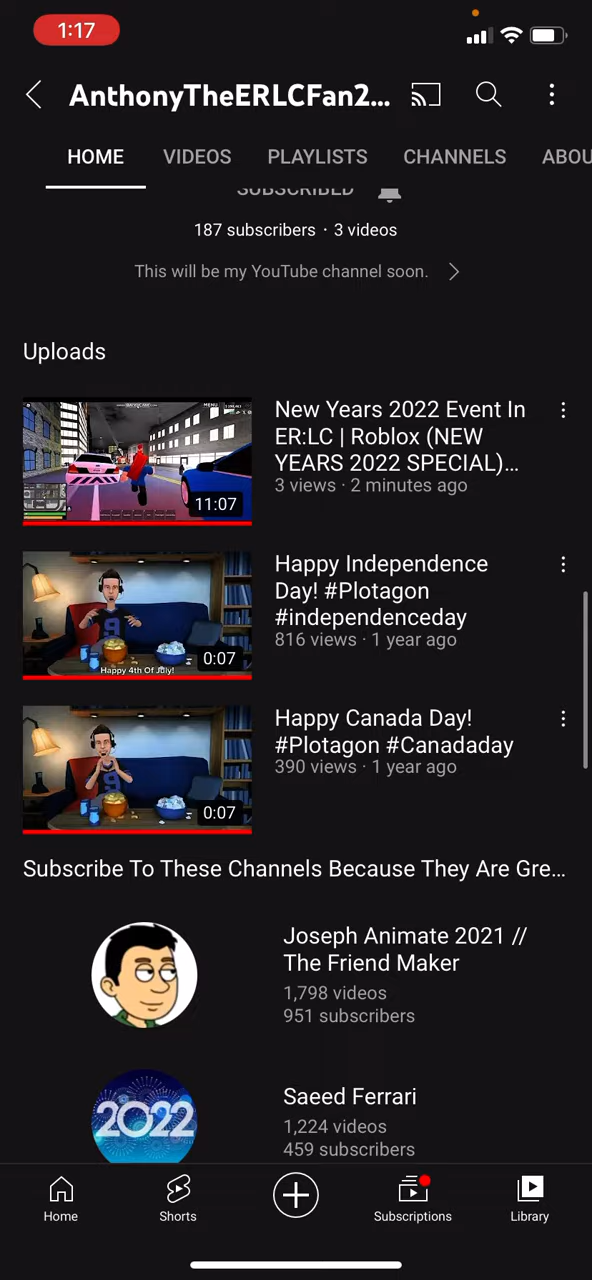 1:17
AnthonyTheERLCFan2...
HOME VIDEOS PLAYLISTS CHANNELS ABOU
SUBSCRIBED
187 subscribers · 3 videos
This will be my YouTube channel soon.
Uploads
New Years 2022 Event In
ER:LC | Roblox (NEW
YEARS 2022 SPECIAL)...
3 views · 2 minutes ago
11:07
Happy Independence
Day! #Plotagon
#independenceday
816 views · 1 year ago
Happy 4th Of July!
0:07
Happy Canada Day!
#Plotagon #Canadaday
390 views · 1 year ago
0:07
Subscribe To These Channels Because They Are Gre...
Joseph Animate 2021 //
The Friend Maker
1,798 videos
951 subscribers
2022
Saeed Ferrari
1,224 videos
459 subscribers
Home Shorts Subscriptions Library